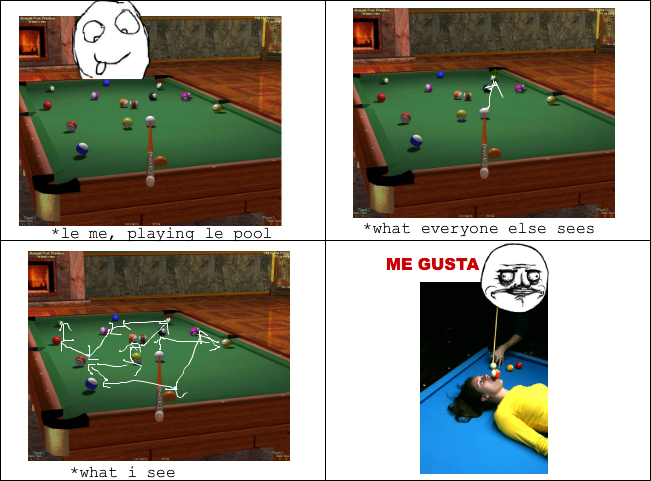 *le me, playing le pool
*what everyone else sees
*what i see
ME GUSTA